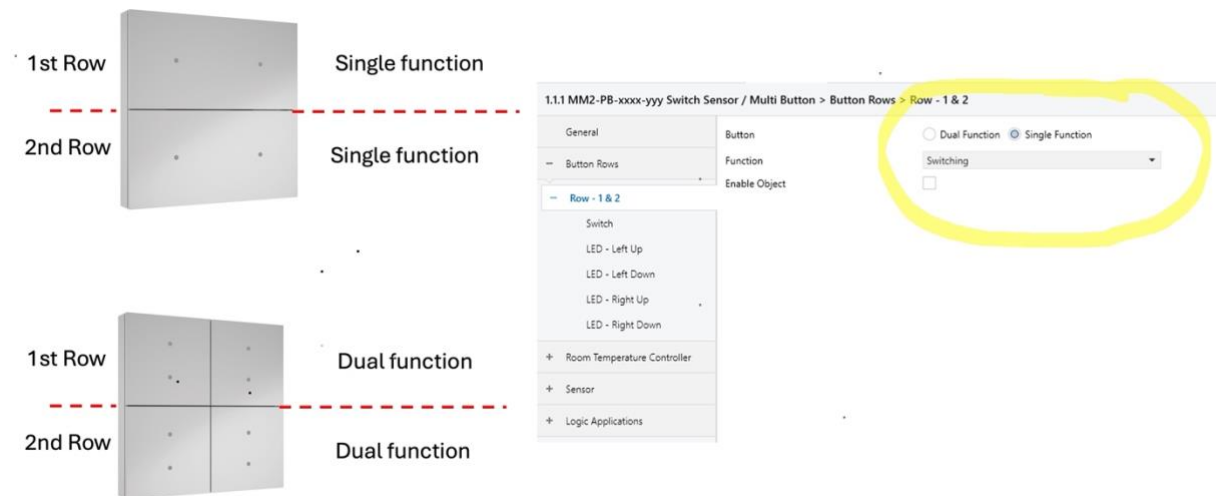 1st Row
Single function
2nd Row
Single function
1st Row
Dual function
2nd Row
Dual function
1.1.1 MM2-PB-xxxx-yyy Switch Sensor / Multi Button > Button Rows > Row - 1 & 2
General
− Button Rows
− Row - 1 & 2
Switch
LED - Left Up
LED - Left Down
LED - Right Up
LED - Right Down
+ Room Temperature Controller
+ Sensor
+ Logic Applications
Button
Dual Function Single Function
Function
Switching
Enable Object